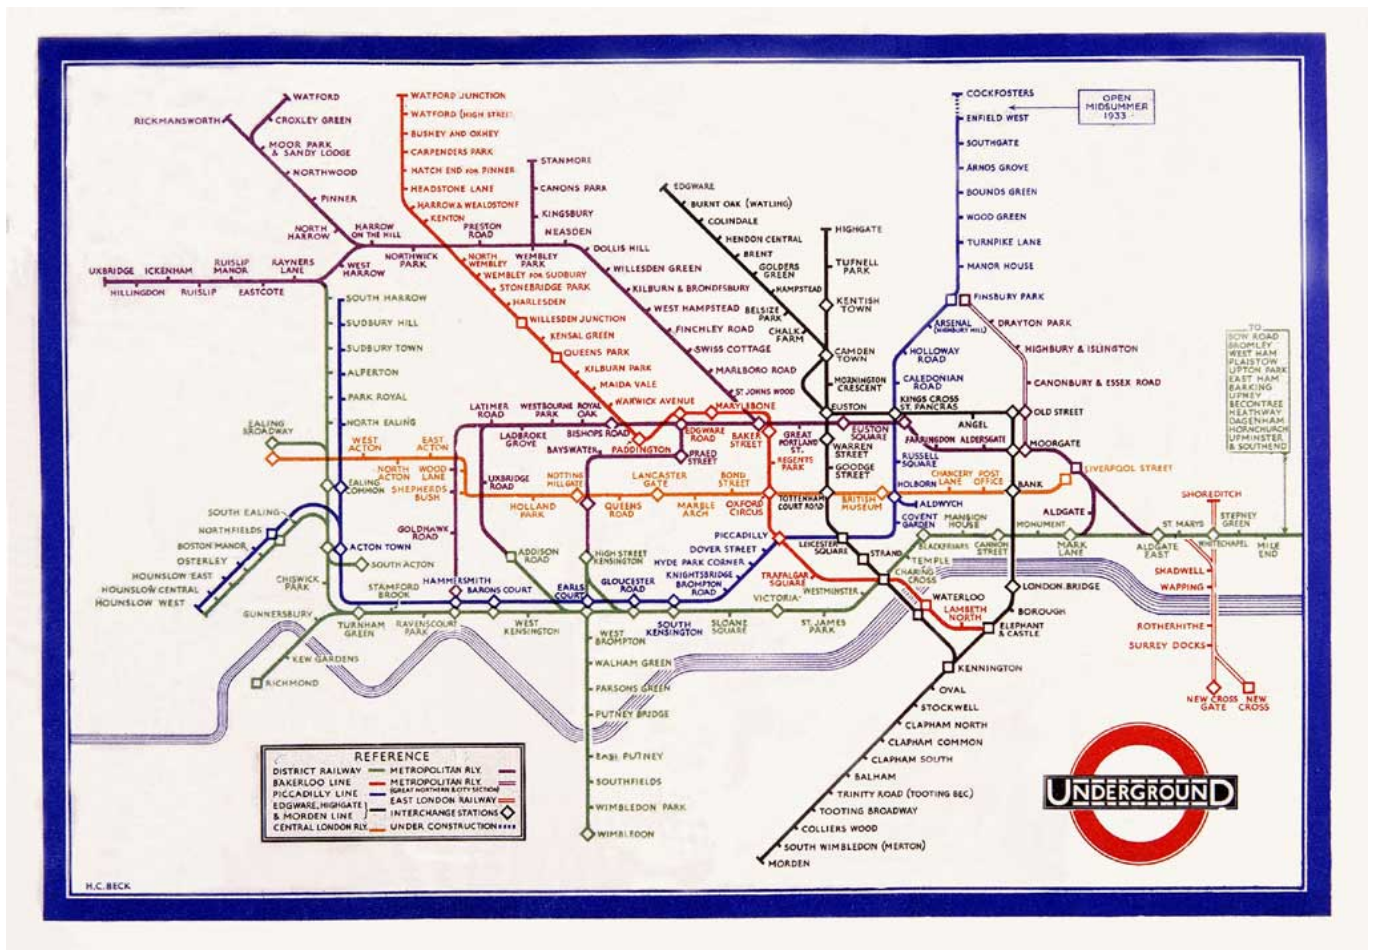 WATFORD
CROXLEY GREEN
RICKMANSWORTH
MOOR PARK
& SANDY LODGE
NORTHWOOD
PINNER
NORTH
HARROW
HARROW
ON THE HILL
NORTHWICK
PARK
PRESTON
ROAD
WEMBLEY
PARK
NEASDEN
STANMORE
CANONS PARK
KINGSBURY
DOLLIS HILL
WILLESDEN GREEN
KILBURN & BRONDESBURY
WEST HAMPSTEAD
FINCHLEY ROAD
SWISS COTTAGE
MARLBORO ROAD
ST JOHNS WOOD
WEST
HARROW
RAYNERS
LANE
EASTCOTE
RUISLIP
MANOR
RUISLIP
ICKENHAM
HILLINGDON
UXBRIDGE
WATFORD JUNCTION
WATFORD (HIGH STREET
BUSHEY AND OXHEY
CARPENDERS PARK
HATCH END FOR PINNER
HEADSTONE LANE
HARROW & WEALDSTONE
KENTON
NORTH
WEMBLEY
WEMBLEY FOR SUDBURY
STONEBRIDGE PARK
HARLESDEN
WILLESDEN JUNCTION
KENSAL GREEN
QUEENS PARK
KILBURN PARK
MAIDA VALE
WARWICK AVENUE
PADDINGTON
EDGWARE
ROAD
MARYLEBONE
BAKER
STREET
REGENTS
PARK
OXFORD
CIRCUS
PICCADILLY
TRAFALGAR
SQUARE
CHARING
CROSS
WATERLOO
LAMBETH
NORTH
ELEPHANT
& CASTLE
EDGWARE
BURNT OAK (WATLING)
COLINDALE
HENDON CENTRAL
BRENT
GOLDERS
GREEN
HAMPSTEAD
BELSIZE
PARK
CHALK
FARM
CAMDEN
TOWN
HIGHGATE
TUFNELL
PARK
KENTISH
TOWN
MORNINGTON
CRESCENT
EUSTON
WARREN
STREET
GOODGE
STREET
TOTTENHAM
COURT ROAD
LEICESTER
SQUARE
STRAND
KINGS CROSS
ST. PANCRAS
ANGEL
OLD STREET
MOORGATE
BANK
LONDON BRIDGE
BOROUGH
KENNINGTON
OVAL
STOCKWELL
CLAPHAM NORTH
CLAPHAM COMMON
CLAPHAM SOUTH
BALHAM
TRINITY ROAD (TOOTING BEC)
TOOTING BROADWAY
COLLIERS WOOD
SOUTH WIMBLEDON (MERTON)
MORDEN
COCKFOSTERS
OPEN
MIDSUMMER
1933
ENFIELD WEST
SOUTHGATE
ARNOS GROVE
BOUNDS GREEN
WOOD GREEN
TURNPIKE LANE
MANOR HOUSE
FINSBURY PARK
ARSENAL
(HIGHBURY HILL)
HOLLOWAY
ROAD
CALEDONIAN
ROAD
RUSSELL
SQUARE
HOLBORN
ALDWYCH
COVENT
GARDEN
DRAYTON PARK
HIGHBURY & ISLINGTON
CANONBURY & ESSEX ROAD
DOVER STREET
HYDE PARK CORNER
KNIGHTSBRIDGE
BROMPTON
ROAD
SOUTH
KENSINGTON
GLOUCESTER
ROAD
EARLS
COURT
BARONS COURT
HAMMERSMITH
ACTON TOWN
SOUTH HARROW
SUDBURY HILL
SUDBURY TOWN
ALPERTON
PARK ROYAL
NORTH EALING
EALING
COMMON
EALING
BROADWAY
SOUTH EALING
NORTHFIELDS
BOSTON MANOR
OSTERLEY
HOUNSLOW EAST
HOUNSLOW CENTRAL
HOUNSLOW WEST
SOUTH ACTON
CHISWICK
PARK
GUNNERSBURY
KEW GARDENS
RICHMOND
TURNHAM
GREEN
STAMFORD
BROOK
RAVENSCOURT
PARK
WEST
KENSINGTON
ADDISON
ROAD
HIGH STREET
KENSINGTON
WEST
BROMPTON
WALHAM GREEN
PARSONS GREEN
PUTNEY BRIDGE
EAST PUTNEY
SOUTHFIELDS
WIMBLEDON PARK
WIMBLEDON
SLOANE
SQUARE
VICTORIA
ST. JAMES
PARK
WESTMINSTER
TEMPLE
BLACKFRIARS
MANSION
HOUSE
CANNON
STREET
MONUMENT
MARK
LANE
ALDGATE
ALDGATE
EAST
ST. MARYS
WHITECHAPEL
STEPNEY
GREEN
MILE
END
TO
BOW ROAD
BROMLEY
WEST HAM
PLAISTOW
UPTON PARK
EAST HAM
BARKING
UPNEY
BECONTREE
HEATHWAY
DAGENHAM
HORNCHURCH
UPMINSTER
& SOUTHEND
SHOREDITCH
SHADWELL
WAPPING
ROTHERHITHE
SURREY DOCKS
NEW CROSS
GATE
NEW
CROSS
WEST
ACTON
EAST
ACTON
NORTH
ACTON
WOOD
LANE
SHEPHERDS
BUSH
HOLLAND
PARK
NOTTING
HILL GATE
QUEENS
ROAD
LANCASTER
GATE
MARBLE
ARCH
BOND
STREET
BRITISH
MUSEUM
CHANCERY
LANE
POST
OFFICE
LIVERPOOL STREET
LATIMER
ROAD
LADBROKE
GROVE
WESTBOURNE
PARK
ROYAL
OAK
BISHOPS ROAD
BAYSWATER
PRAED
STREET
UXBRIDGE
ROAD
GOLDHAWK
ROAD
GREAT
PORTLAND
ST.
EUSTON
SQUARE
FARRINGDON
ALDERSGATE
REFERENCE
DISTRICT RAILWAY
BAKERLOO LINE
PICCADILLY LINE
EDGWARE, HIGHGATE
& MORDEN LINE
CENTRAL LONDON RLY.
METROPOLITAN RLY.
METROPOLITAN RLY.
(GREAT NORTHERN & CITY SECTION)
EAST LONDON RAILWAY
INTERCHANGE STATIONS
UNDER CONSTRUCTION
UNDERGROUND
H.C. BECK